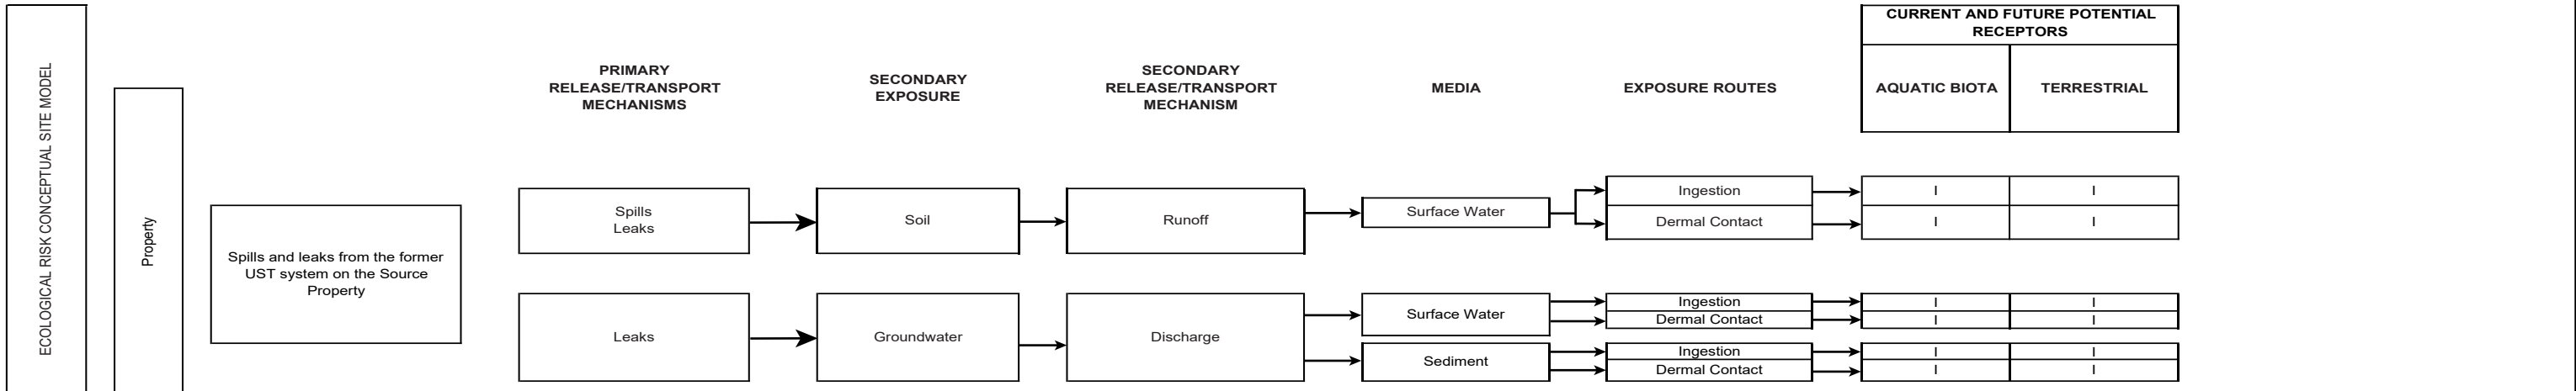 ECOLOGICAL RISK CONCEPTUAL SITE MODEL
Property
Spills and leaks from the former
UST system on the Source
Property
PRIMARY
RELEASE/TRANSPORT
MECHANISMS
SECONDARY
EXPOSURE
SECONDARY
RELEASE/TRANSPORT
MECHANISM
MEDIA
EXPOSURE ROUTES
CURRENT AND FUTURE POTENTIAL
RECEPTORS
AQUATIC BIOTA
TERRESTRIAL
Spills
Leaks
Soil
Runoff
Surface Water
Ingestion
I
I
Dermal Contact
I
I
Leaks
Groundwater
Discharge
Surface Water
Ingestion
I
I
Dermal Contact
I
I
Sediment
Ingestion
I
I
Dermal Contact
I
I